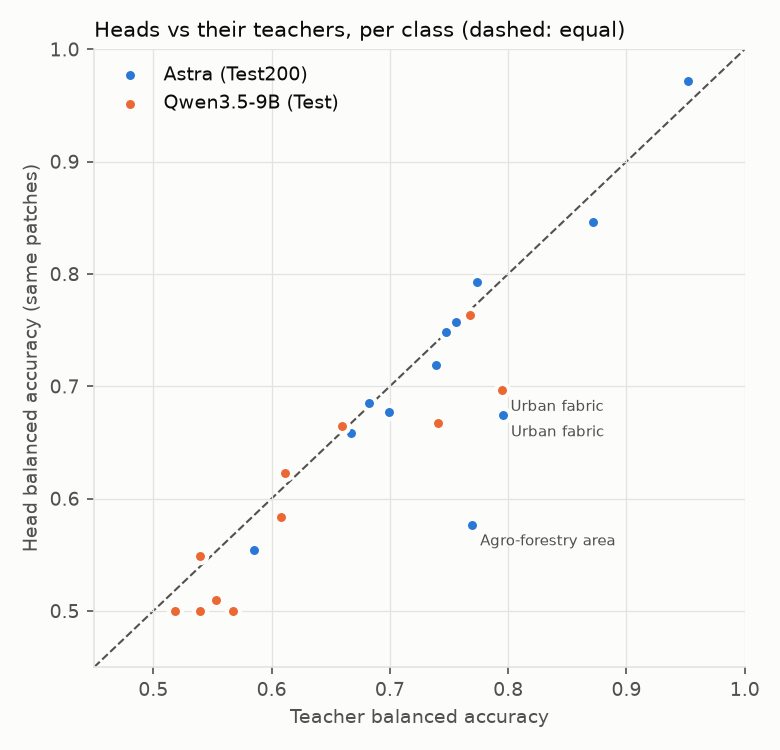 Heads vs their teachers, per class (dashed: equal)
Astra (Test200)
Qwen3.5-9B (Test)
1.0
0.9
0.8
0.7
0.6
0.5
Head balanced accuracy (same patches)
Urban fabric
Urban fabric
Agro-forestry area
0.5 0.6 0.7 0.8 0.9 1.0
Teacher balanced accuracy